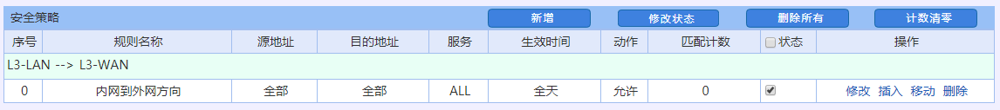 安全策略 新增 修改状态 删除所有 计数清零
序号 规则名称 源地址 目的地址 服务 生效时间 动作 匹配计数 状态 操作
L3-LAN --> L3-WAN
0 内网到外网方向 全部 全部 ALL 全天 允许 0 修改 插入 移动 删除